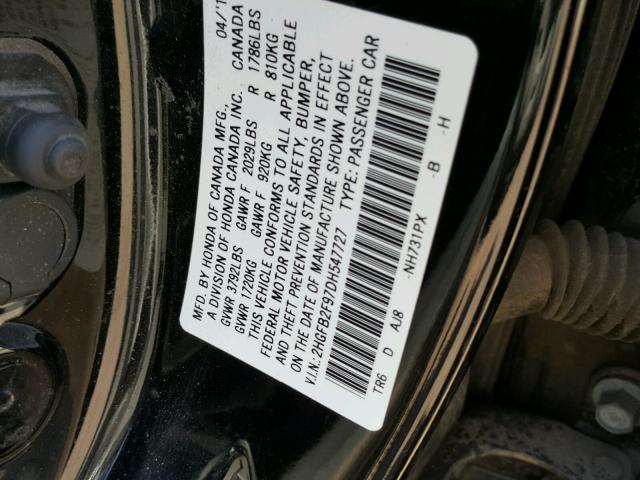 MFD. BY HONDA OF CANADA MFG.,
A DIVISION OF HONDA CANADA INC. CANADA 04/1
GVWR 3792LBS GAWR F 2029LBS R 1786LBS
GVWR 1720KG GAWR F 920KG R 810KG
THIS VEHICLE CONFORMS TO ALL APPLICABLE
FEDERAL MOTOR VEHICLE SAFETY, BUMPER,
AND THEFT PREVENTION STANDARDS IN EFFECT
ON THE DATE OF MANUFACTURE SHOWN ABOVE.
V.I.N.: 2HGFB2F97DH547727 TYPE: PASSENGER CAR
TR6 D AJ8 -NH731PX -B -H